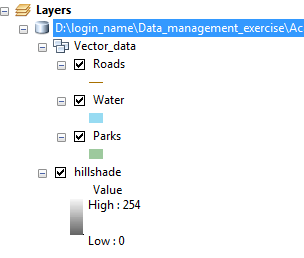 Layers
D:\login_name\Data_management_exercise\Ac
Vector_data
Roads
Water
Parks
hillshade
Value
High : 254
Low : 0